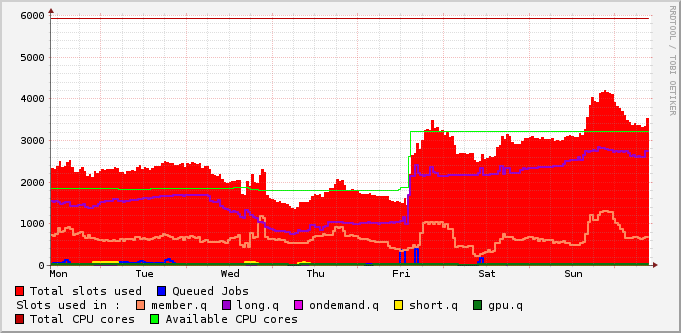 RRDTOOL / TOBI OETIKER
6000
5000
4000
3000
2000
1000
0
Mon Tue Wed Thu Fri Sat Sun
Total slots used Queued Jobs
Slots used in : member.q long.q ondemand.q short.q gpu.q
Total CPU cores Available CPU cores